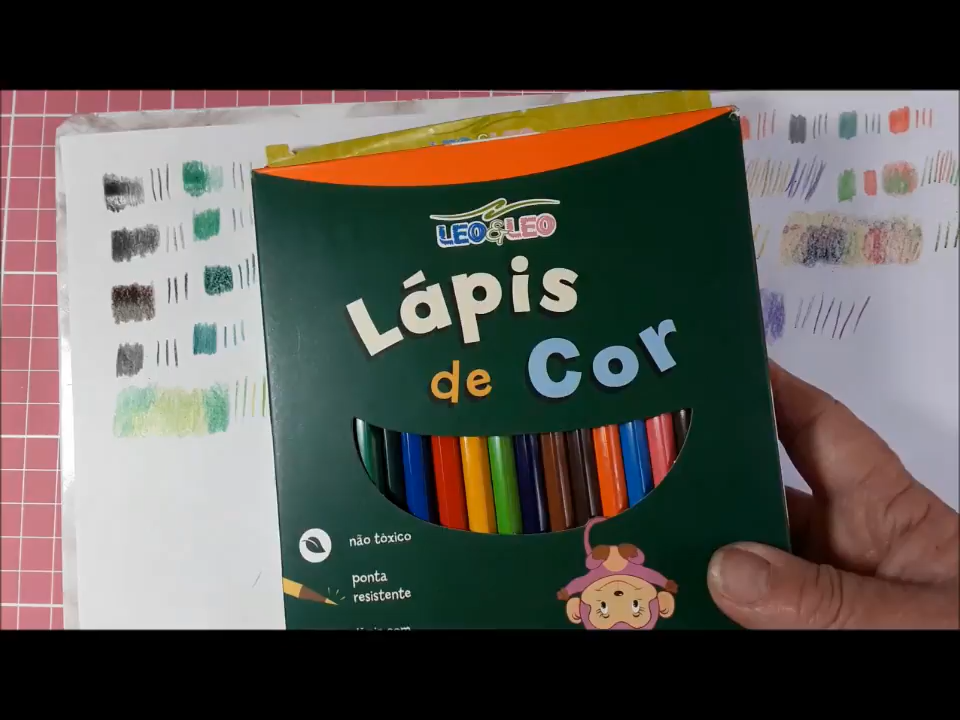 LEO&LEO
Lápis
de Cor
não tóxico
ponta
resistente